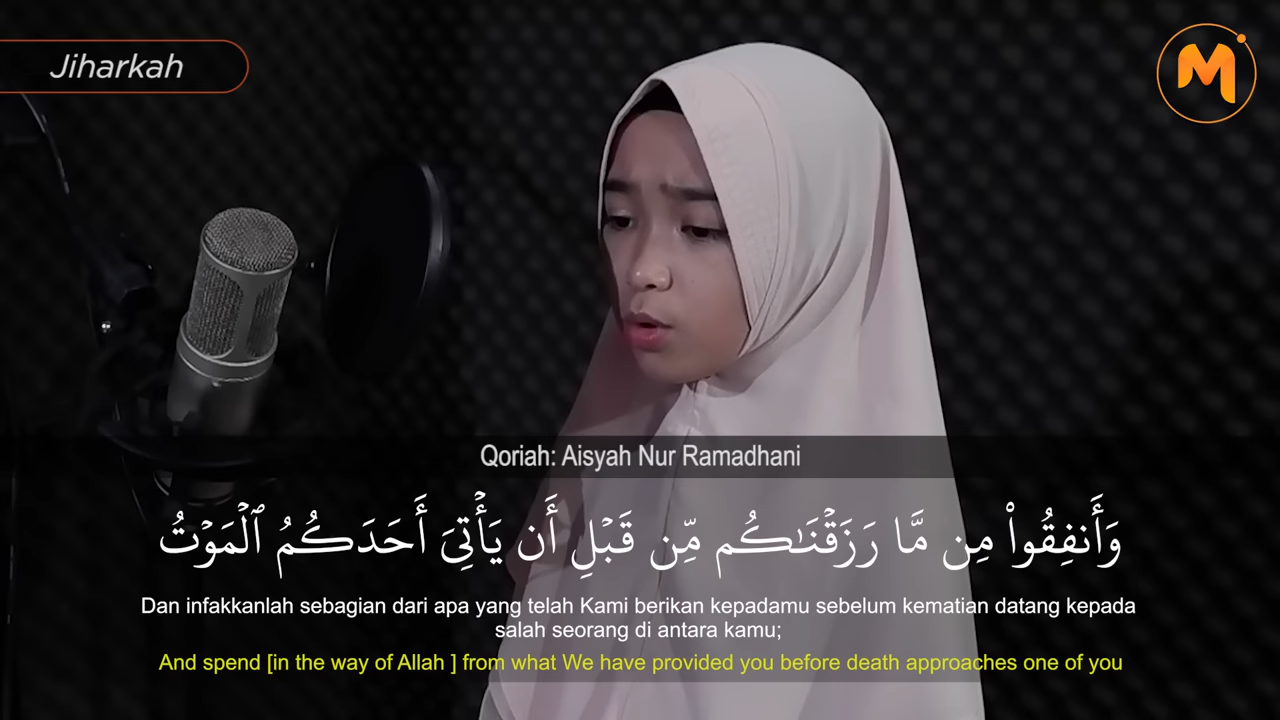 Jiharkah
M
Qoriah: Aisyah Nur Ramadhani
وَأَنفِقُوا۟ مِن مَّا رَزَقْنَـٰكُم مِّن قَبْلِ أَن يَأْتِىَ أَحَدَكُمُ ٱلْمَوْتُ
Dan infakkanlah sebagian dari apa yang telah Kami berikan kepadamu sebelum kematian datang kepada
salah seorang di antara kamu;
And spend [in the way of Allah ] from what We have provided you before death approaches one of you